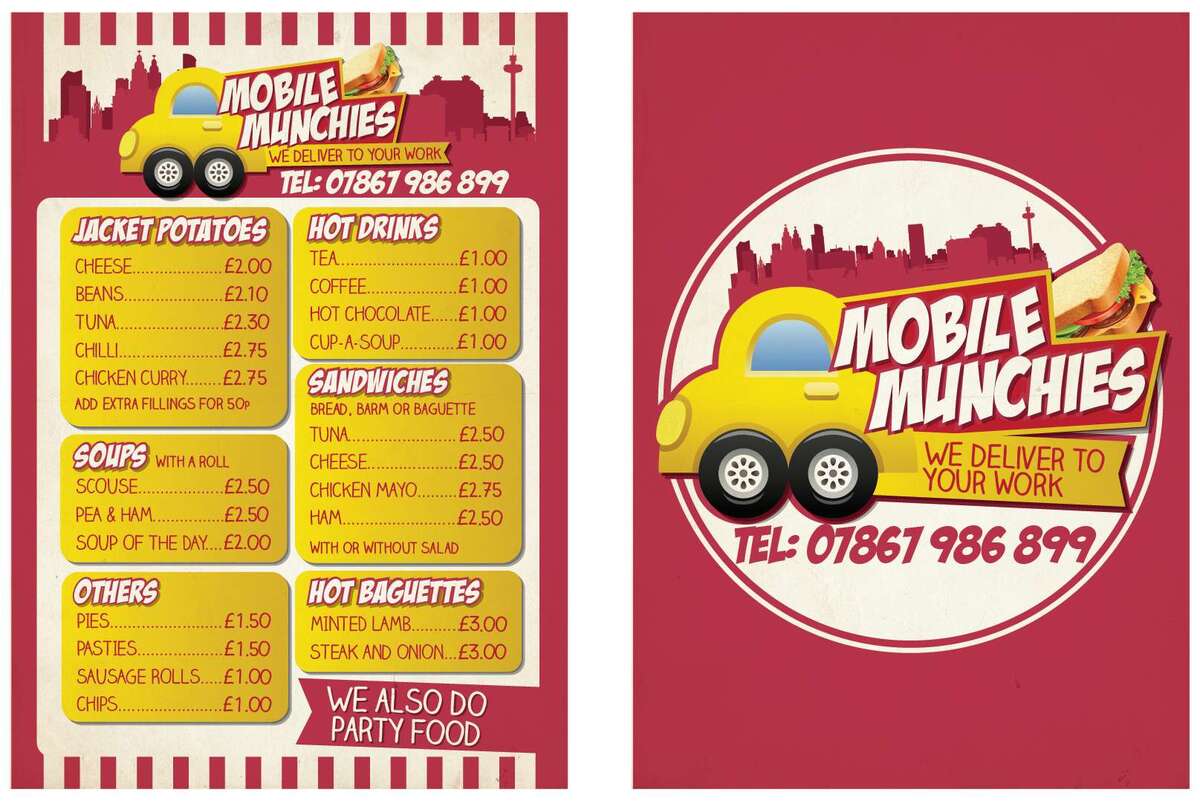 MOBILE
MUNCHIES
WE DELIVER TO YOUR WORK
TEL: 07867 986 899
JACKET POTATOES
CHEESE......................£2.00
BEANS........................£2.10
TUNA..........................£2.30
CHILLI.........................£2.75
CHICKEN CURRY.......£2.75
ADD EXTRA FILLINGS FOR 50p
SOUPS WITH A ROLL
SCOUSE.....................£2.50
PEA & HAM.................£2.50
SOUP OF THE DAY....£2.00
OTHERS
PIES............................£1.50
PASTIES.....................£1.50
SAUSAGE ROLLS.....£1.00
CHIPS.........................£1.00
HOT DRINKS
TEA.............................£1.00
COFFEE......................£1.00
HOT CHOCOLATE......£1.00
CUP-A-SOUP.............£1.00
SANDWICHES
BREAD, BARM OR BAGUETTE
TUNA..........................£2.50
CHEESE......................£2.50
CHICKEN MAYO........£2.75
HAM............................£2.50
WITH OR WITHOUT SALAD
HOT BAGUETTES
MINTED LAMB..........£3.00
STEAK AND ONION...£3.00
WE ALSO DO
PARTY FOOD
MOBILE
MUNCHIES
WE DELIVER TO
YOUR WORK
TEL: 07867 986 899